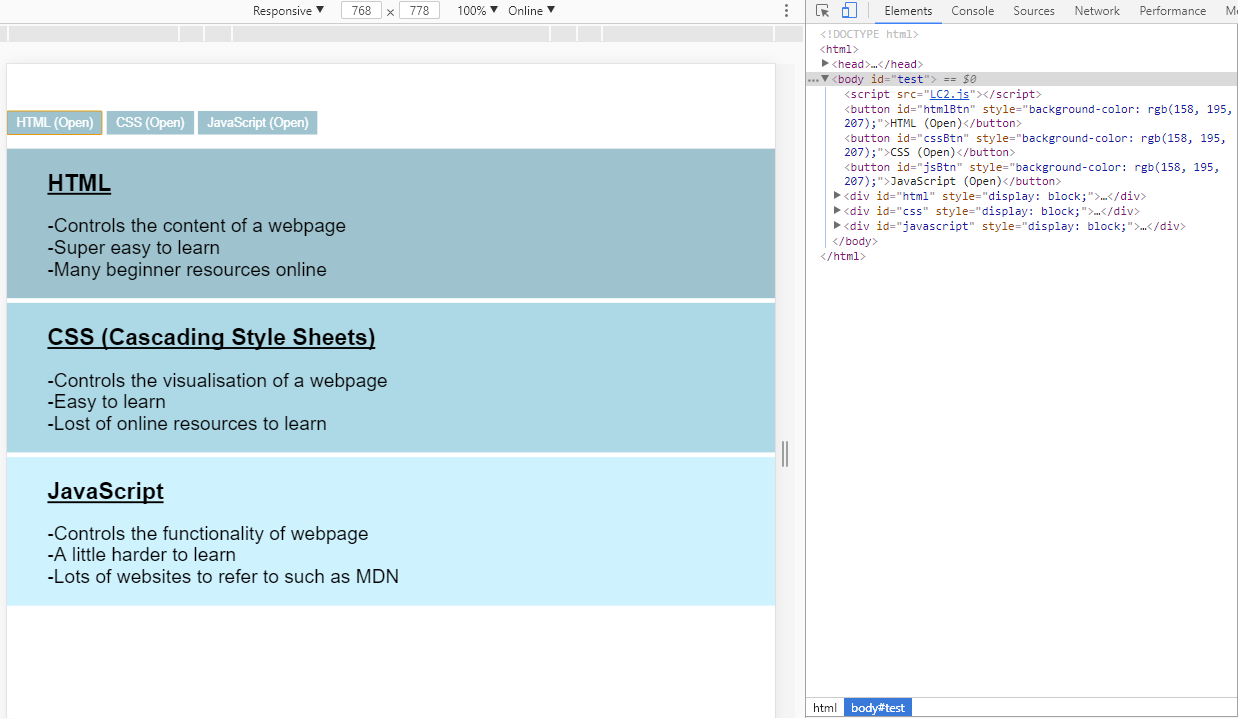 Responsive ▼ 768 × 778 100% ▼ Online ▼
HTML (Open) CSS (Open) JavaScript (Open)
HTML
-Controls the content of a webpage
-Super easy to learn
-Many beginner resources online
CSS (Cascading Style Sheets)
-Controls the visualisation of a webpage
-Easy to learn
-Lost of online resources to learn
JavaScript
-Controls the functionality of webpage
-A little harder to learn
-Lots of websites to refer to such as MDN
Elements Console Sources Network Performance Me
<!DOCTYPE html>
<html>
▶<head>…</head>
…▼<body id="test"> == $0
<script src="LC2.js"></script>
<button id="htmlBtn" style="background-color: rgb(158, 195,
207);">HTML (Open)</button>
<button id="cssBtn" style="background-color: rgb(158, 195,
207);">CSS (Open)</button>
<button id="jsBtn" style="background-color: rgb(158, 195,
207);">JavaScript (Open)</button>
▶<div id="html" style="display: block;">…</div>
▶<div id="css" style="display: block;">…</div>
▶<div id="javascript" style="display: block;">…</div>
</body>
</html>
html body#test